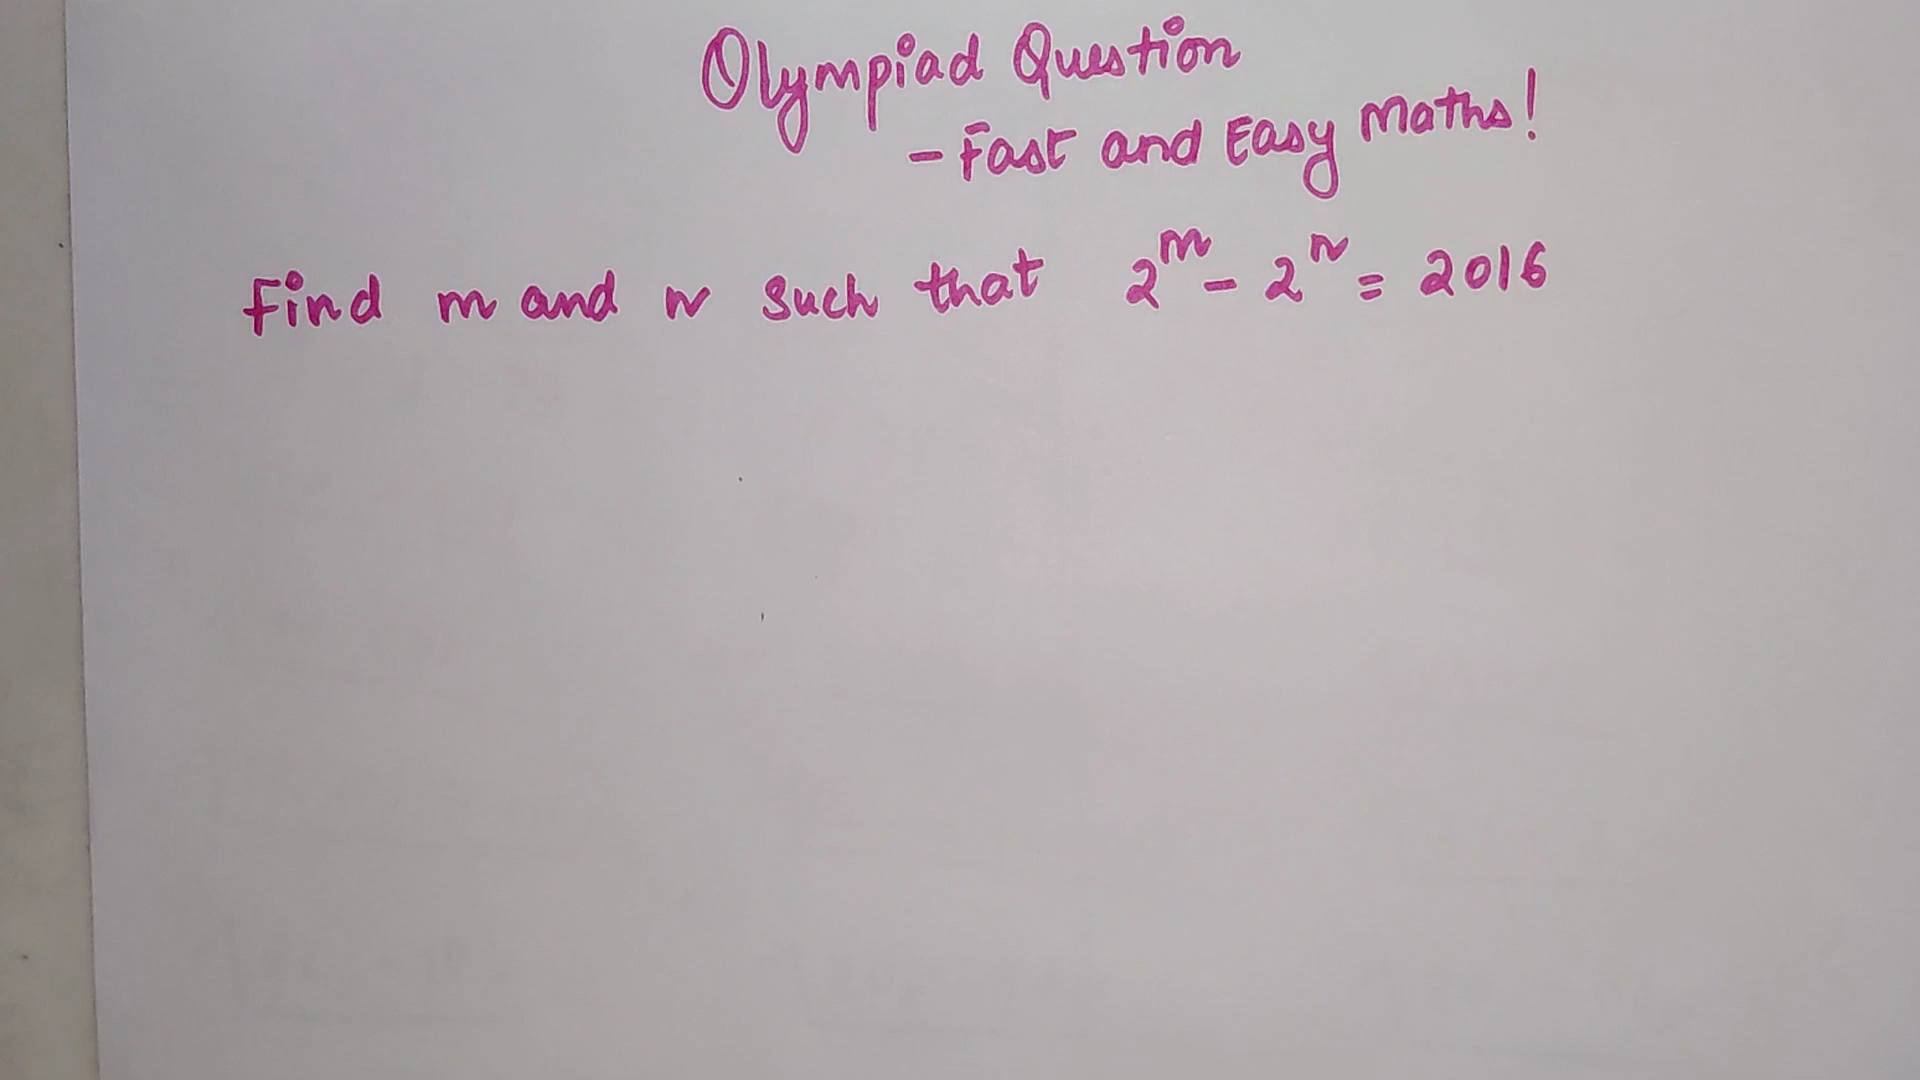 Olympiad Question
- Fast and Easy Maths!
Find m and n such that 2^m - 2^n = 2016